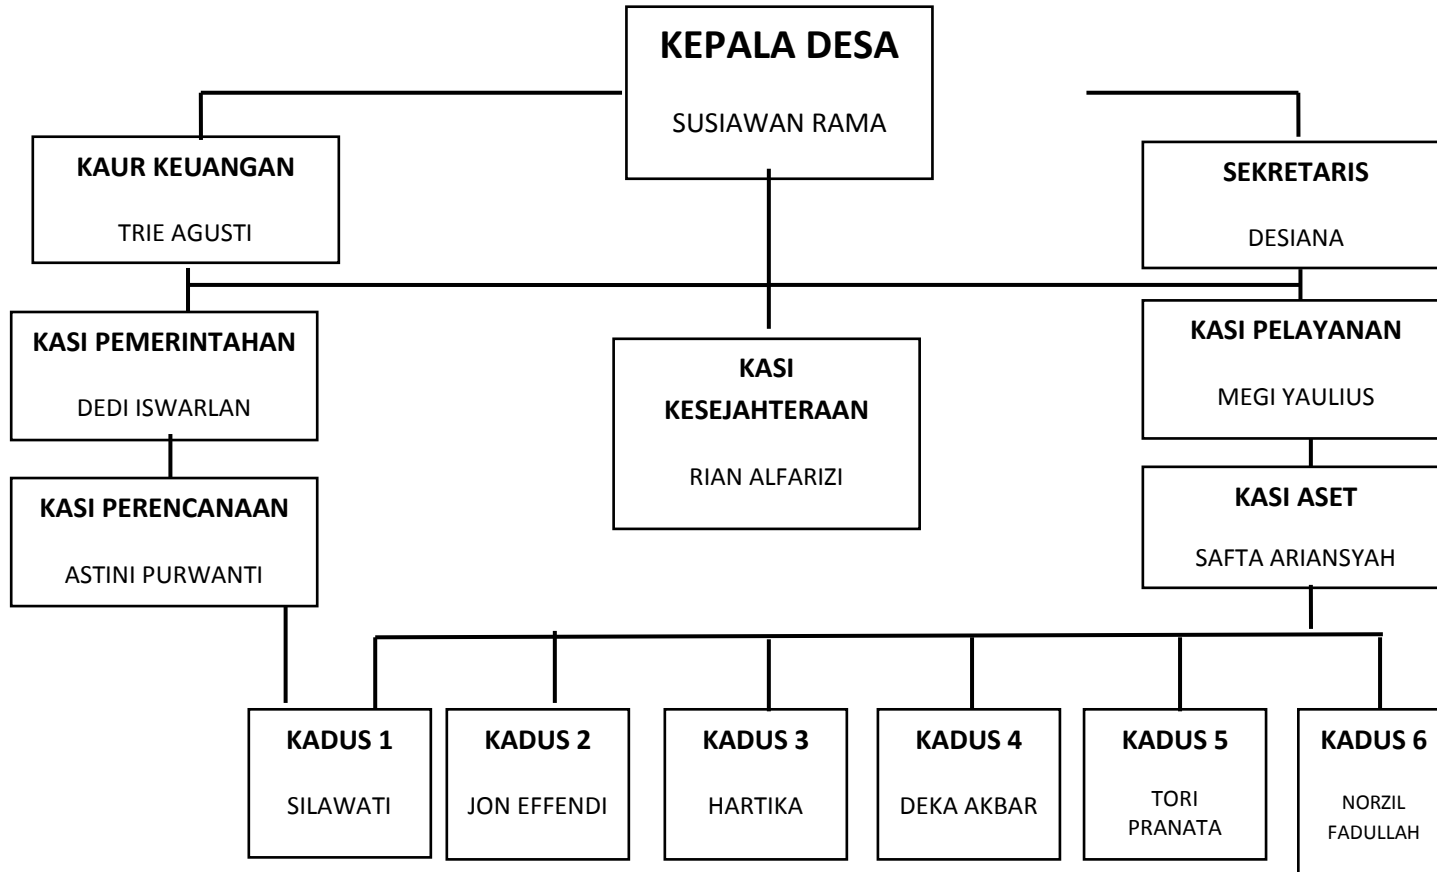 KEPALA DESA
SUSIAWAN RAMA
KAUR KEUANGAN
TRIE AGUSTI
SEKRETARIS
DESIANA
KASI PEMERINTAHAN
DEDI ISWARLAN
KASI
KESEJAHTERAAN
RIAN ALFARIZI
KASI PELAYANAN
MEGI YAULIUS
KASI PERENCANAAN
ASTINI PURWANTI
KASI ASET
SAFTA ARIANSYAH
KADUS 1
SILAWATI
KADUS 2
JON EFFENDI
KADUS 3
HARTIKA
KADUS 4
DEKA AKBAR
KADUS 5
TORI
PRANATA
KADUS 6
NORZIL
FADULLAH